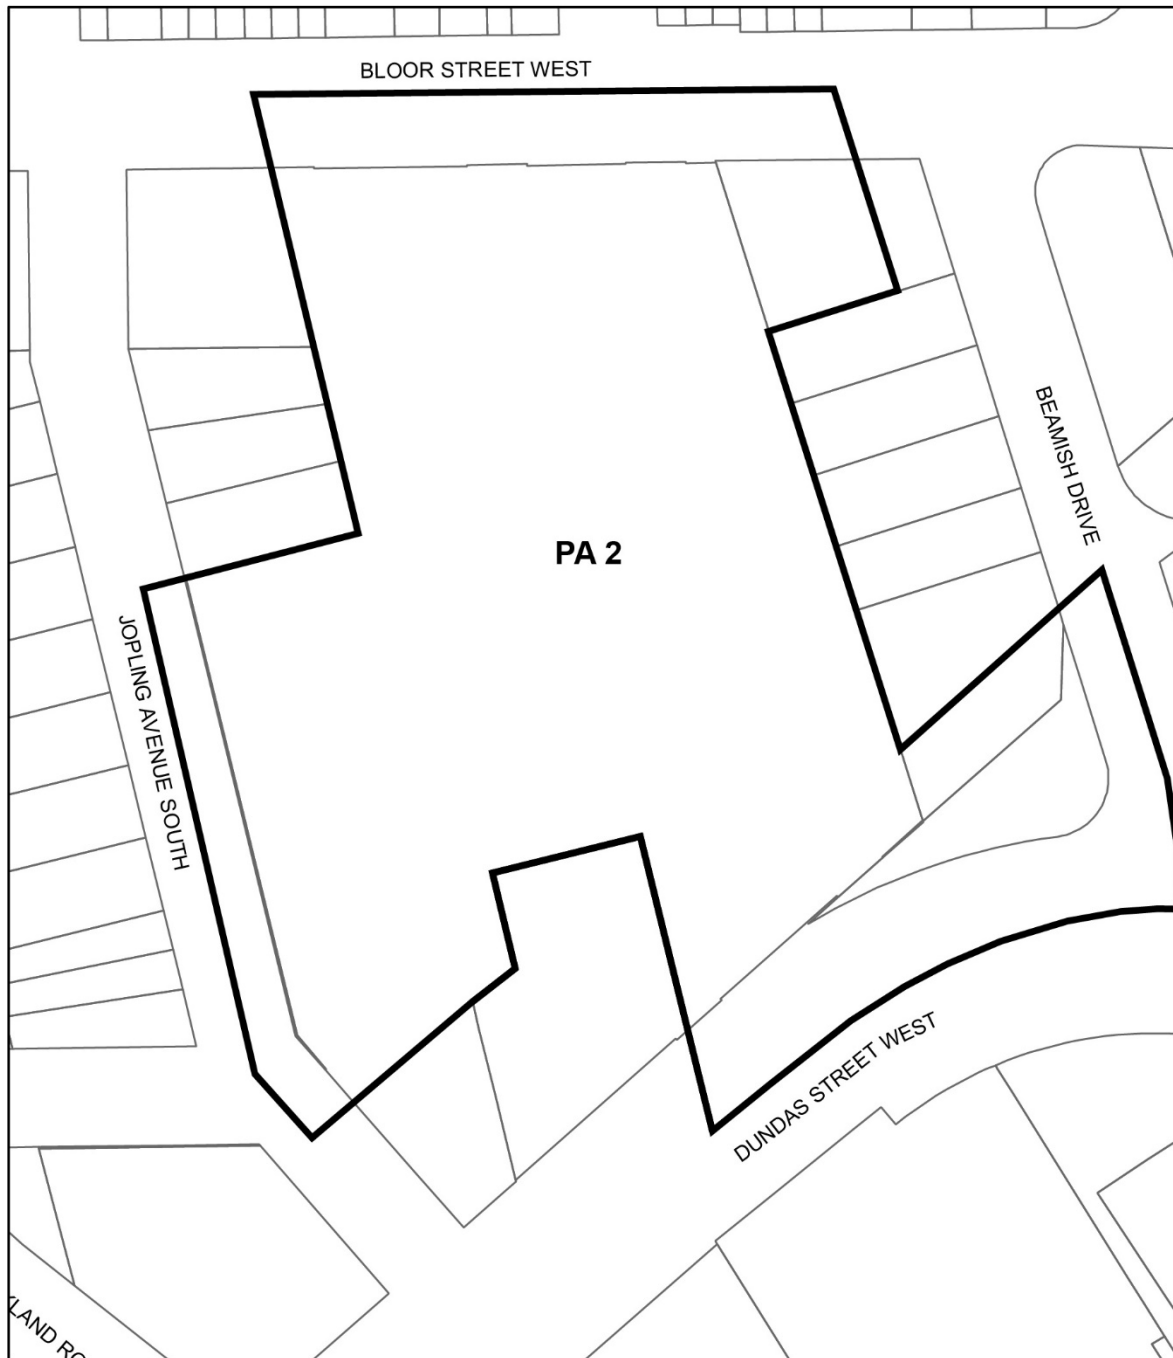 BLOOR STREET WEST
BEAMISH DRIVE
PA 2
JOPLING AVENUE SOUTH
DUNDAS STREET WEST